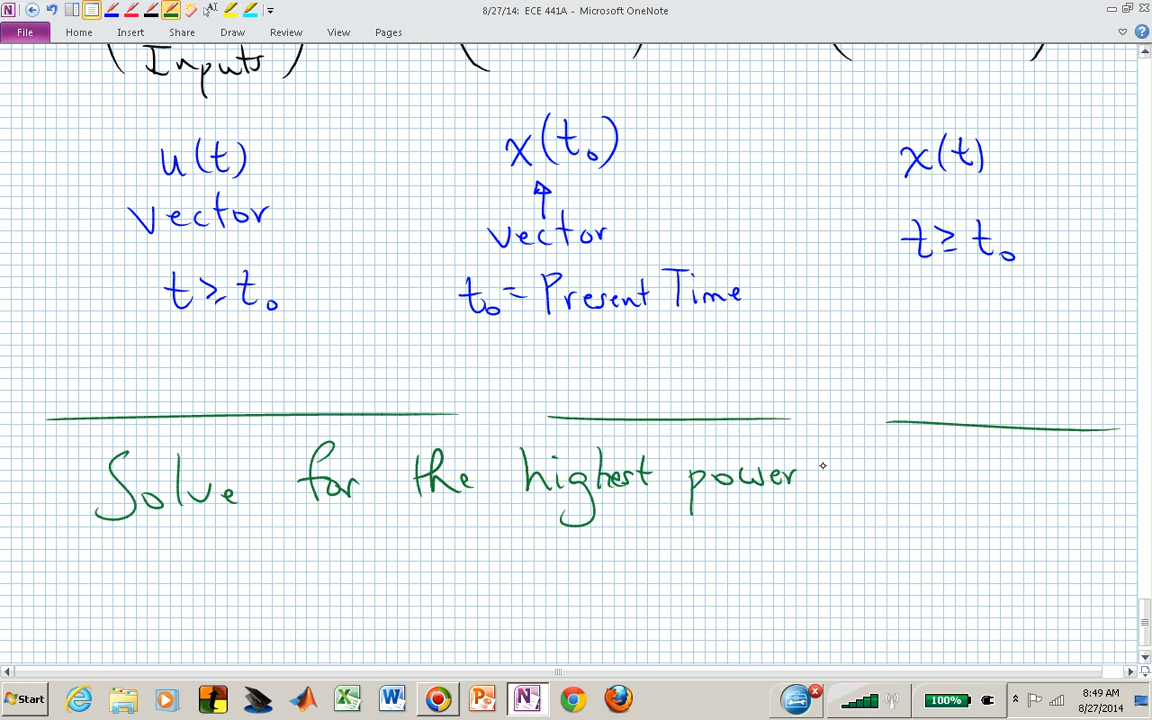 8/27/14: ECE 441A - Microsoft OneNote
File Home Insert Share Draw Review View Pages
(Inputs) ( ) ( )
u(t) x(t₀) x(t)
vector vector t ≥ t₀
t ≥ t₀ t₀ = Present Time
Solve for the highest power
Start 100% 8:49 AM
8/27/2014